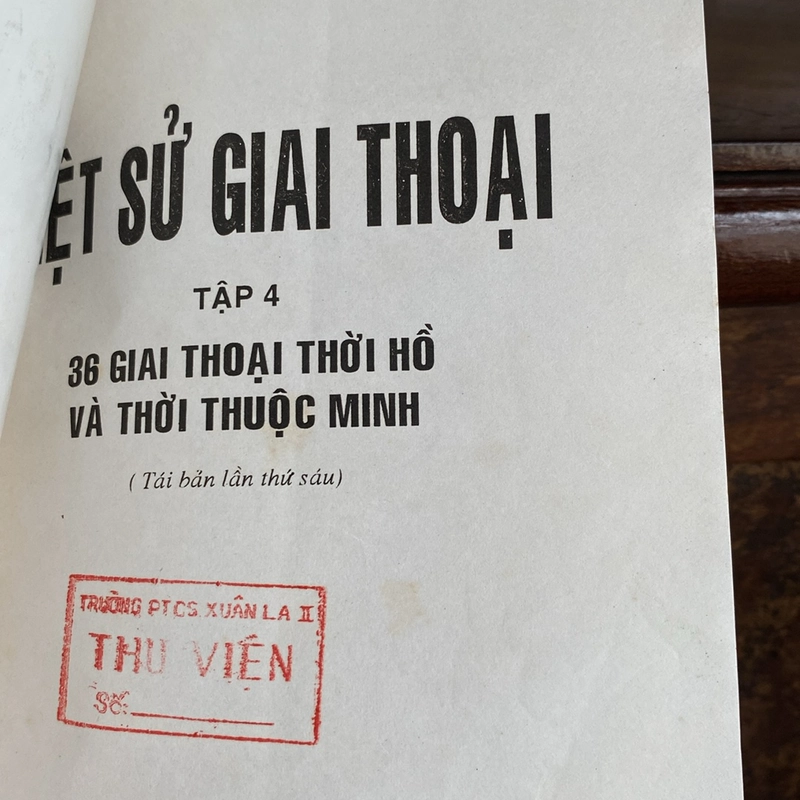 ỆT SỬ GIAI THOẠI
TẬP 4
36 GIAI THOẠI THỜI HỒ
VÀ THỜI THUỘC MINH
( Tái bản lần thứ sáu)
TRƯỜNG PTCS. XUÂN LA II
THƯ VIỆN
SỐ: